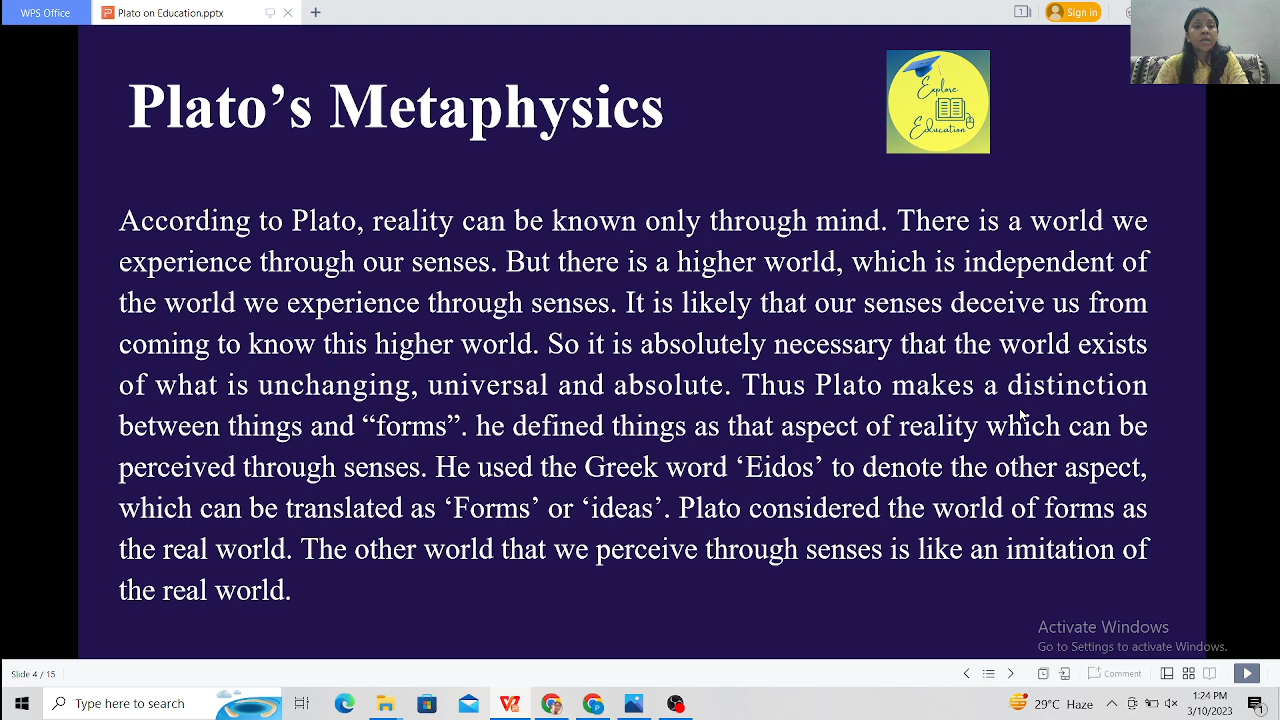 WPS Office
Plato on Education.pptx
1
Sign in
Plato’s Metaphysics
Explore
Education
According to Plato, reality can be known only through mind. There is a world we
experience through our senses. But there is a higher world, which is independent of
the world we experience through senses. It is likely that our senses deceive us from
coming to know this higher world. So it is absolutely necessary that the world exists
of what is unchanging, universal and absolute. Thus Plato makes a distinction
between things and “forms”. he defined things as that aspect of reality which can be
perceived through senses. He used the Greek word ‘Eidos’ to denote the other aspect,
which can be translated as ‘Forms’ or ‘ideas’. Plato considered the world of forms as
the real world. The other world that we perceive through senses is like an imitation of
the real world.
Activate Windows
Go to Settings to activate Windows.
Slide 4 / 15
Comment
Type here to search
29°C Haze
1:24 PM
3/10/2023
1